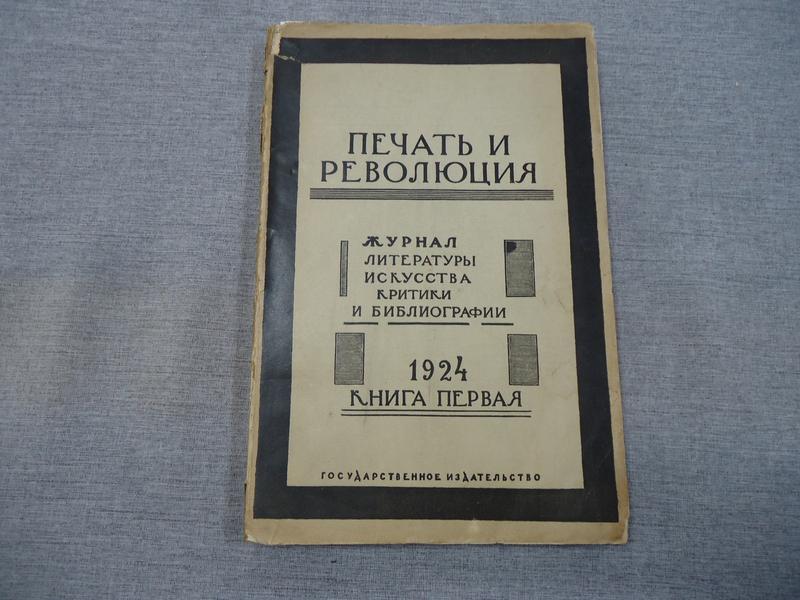 ПЕЧАТЬ И
РЕВОЛЮЦИЯ
ЖУРНАЛ
ЛИТЕРАТУРЫ
ИСКУССТВА
КРИТИКИ
И БИБЛИОГРАФИИ
1924
КНИГА ПЕРВАЯ
ГОСУДАРСТВЕННОЕ ИЗДАТЕЛЬСТВО